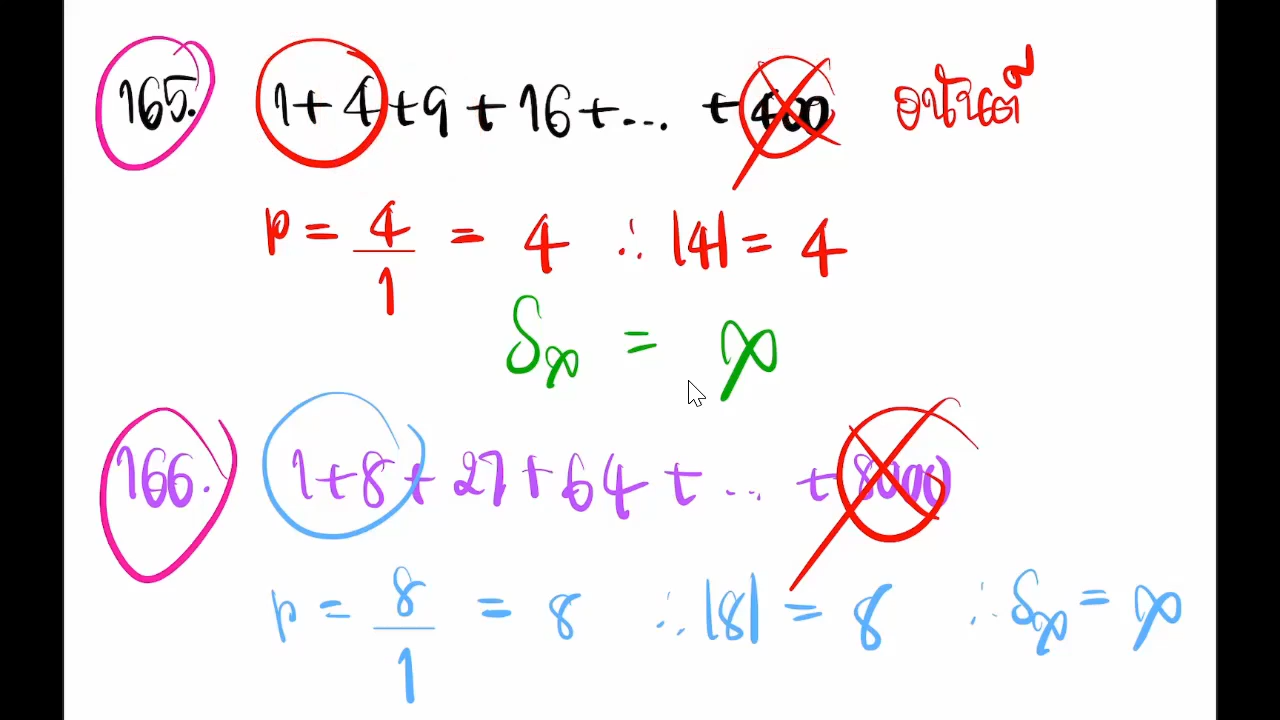 165. 1 + 4 + 9 + 16 + ... + 400 อนันต์
r = 4/1 = 4 ∴ |4| = 4
S∞ = ∞
166. 1 + 8 + 27 + 64 + ... + 8000
r = 8/1 = 8 ∴ |8| = 8 ∴ S∞ = ∞